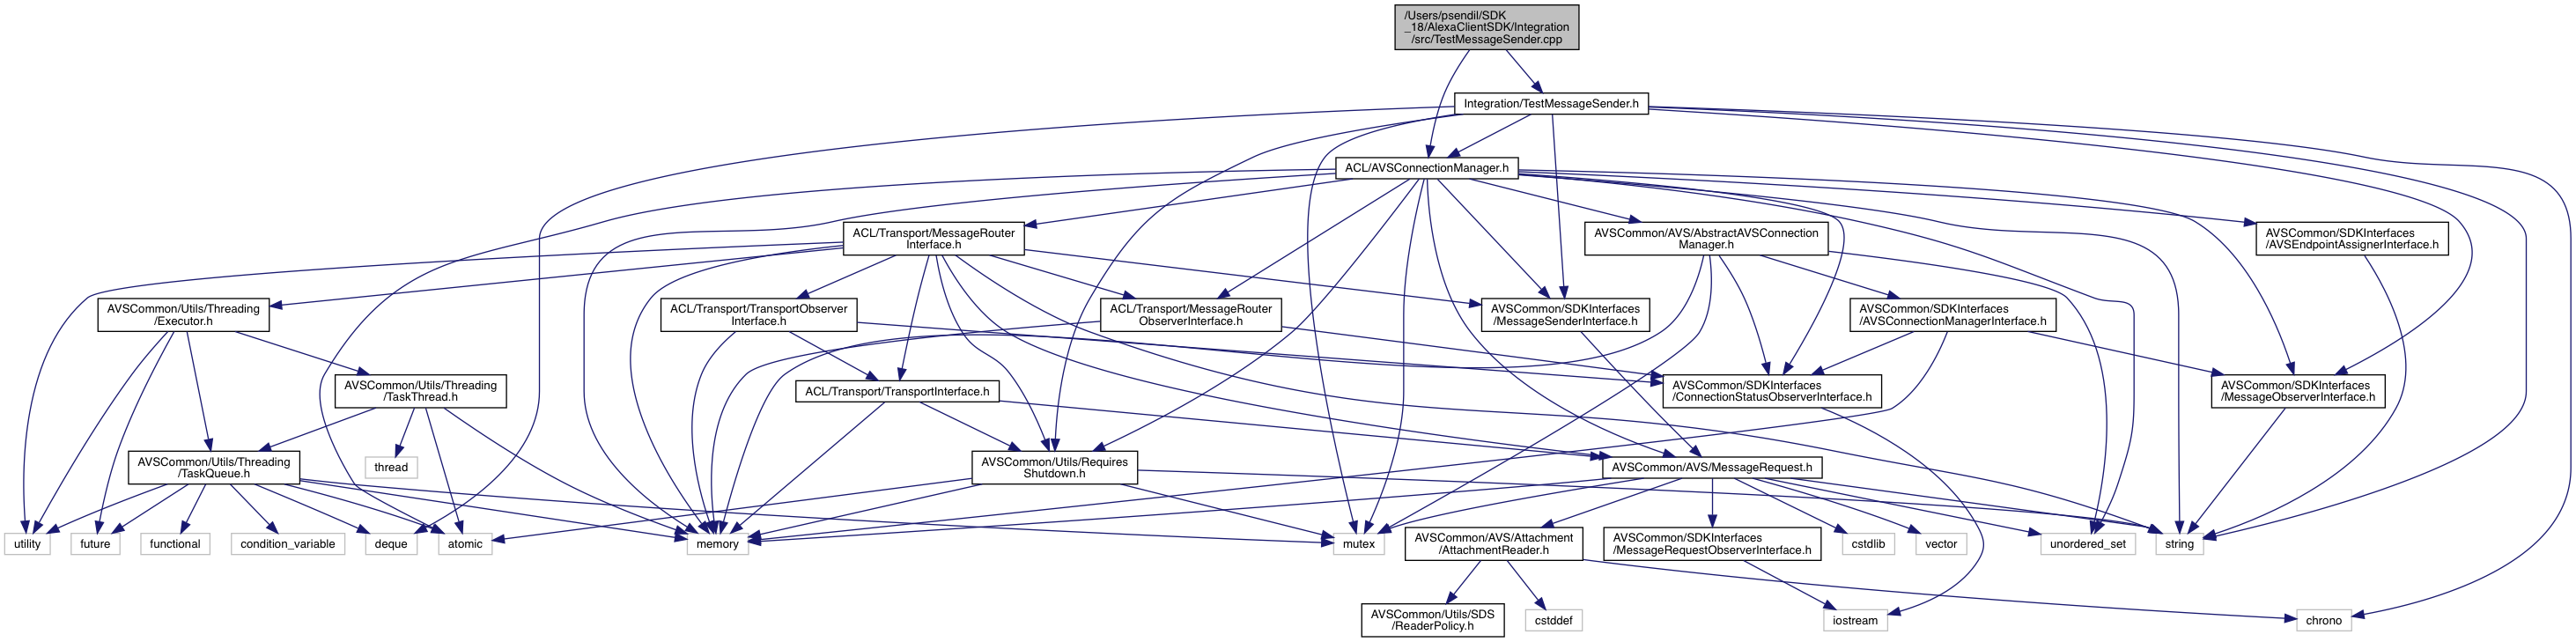 /Users/psendil/SDK
_18/AlexaClientSDK/Integration
/src/TestMessageSender.cpp
Integration/TestMessageSender.h
ACL/AVSConnectionManager.h
ACL/Transport/MessageRouter
Interface.h
AVSCommon/AVS/AbstractAVSConnection
Manager.h
AVSCommon/SDKInterfaces
/AVSEndpointAssignerInterface.h
AVSCommon/Utils/Threading
/Executor.h
ACL/Transport/TransportObserver
Interface.h
ACL/Transport/MessageRouter
ObserverInterface.h
AVSCommon/SDKInterfaces
/MessageSenderInterface.h
AVSCommon/SDKInterfaces
/AVSConnectionManagerInterface.h
AVSCommon/Utils/Threading
/TaskThread.h
ACL/Transport/TransportInterface.h
AVSCommon/SDKInterfaces
/ConnectionStatusObserverInterface.h
AVSCommon/SDKInterfaces
/MessageObserverInterface.h
AVSCommon/Utils/Threading
/TaskQueue.h
thread
AVSCommon/Utils/Requires
Shutdown.h
AVSCommon/AVS/MessageRequest.h
utility
future
functional
condition_variable
deque
atomic
memory
mutex
AVSCommon/AVS/Attachment
/AttachmentReader.h
AVSCommon/SDKInterfaces
/MessageRequestObserverInterface.h
cstdlib
vector
unordered_set
string
AVSCommon/Utils/SDS
/ReaderPolicy.h
cstddef
iostream
chrono